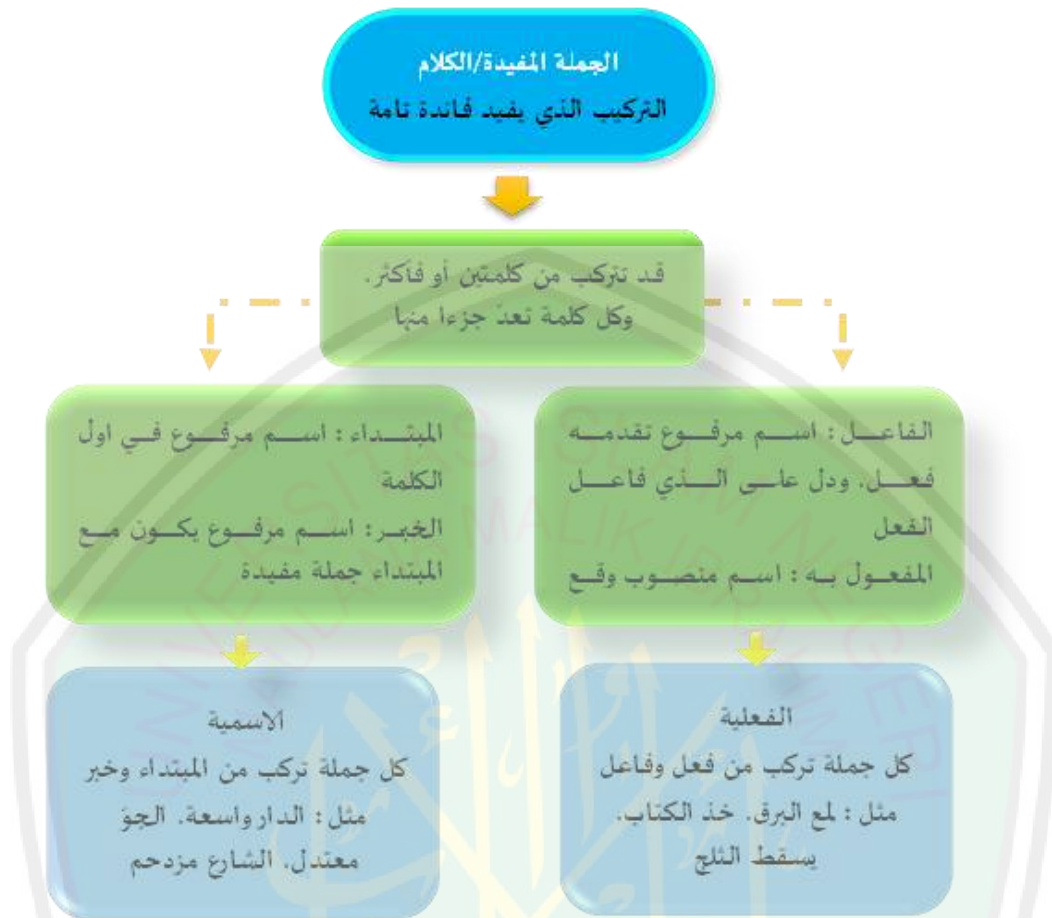 الجملة المفيدة/الكلام
التركيب الذي يفيد فائدة تامة
قد تتركب من كلمتين أو فأكثر.
وكل كلمة تعدّ جزءا منها
الفاعل : اسم مرفوع تقدمه
فعل. ودل على الذي فاعل
الفعل
المفعول به : اسم منصوب وقع
المبتداء : اسم مرفوع في اول
الكلمة
الخبر : اسم مرفوع يكون مع
المبتداء جملة مفيدة
الفعلية
كل جملة تركب من فعل وفاعل
مثل : لمع البرق. خذ الكتاب.
يسقط الثلج
الاسمية
كل جملة تركب من المبتداء وخبر
مثل : الدار واسعة. الجوّ
معتدل. الشارع مزدحم